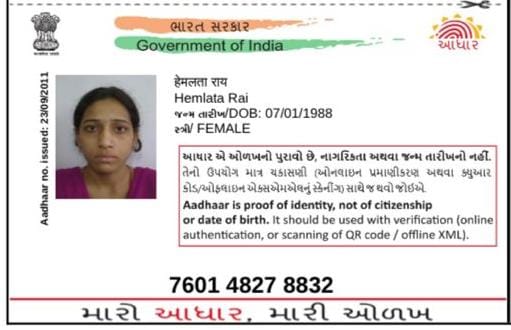 ભારત સરકાર
Government of India
આધાર
Aadhaar no. issued: 23/09/2011
हेमलता राय
Hemlata Rai
જન્મ તારીખ/DOB: 07/01/1988
સ્ત્રી/ FEMALE
આધાર એ ઓળખનો પુરાવો છે, નાગરિકતા અથવા જન્મ તારીખનો નહીં.
તેનો ઉપયોગ માત્ર ચકાસણી (ઓનલાઇન પ્રમાણીકરણ અથવા ક્યુઆર
કોડ/ઓફલાઇન એક્સએમએલનું સ્કેનીંગ) સાથે જ થવો જોઈએ.
Aadhaar is proof of identity, not of citizenship
or date of birth. It should be used with verification (online
authentication, or scanning of QR code / offline XML).
7601 4827 8832
મારો આધાર, મારી ઓળખ